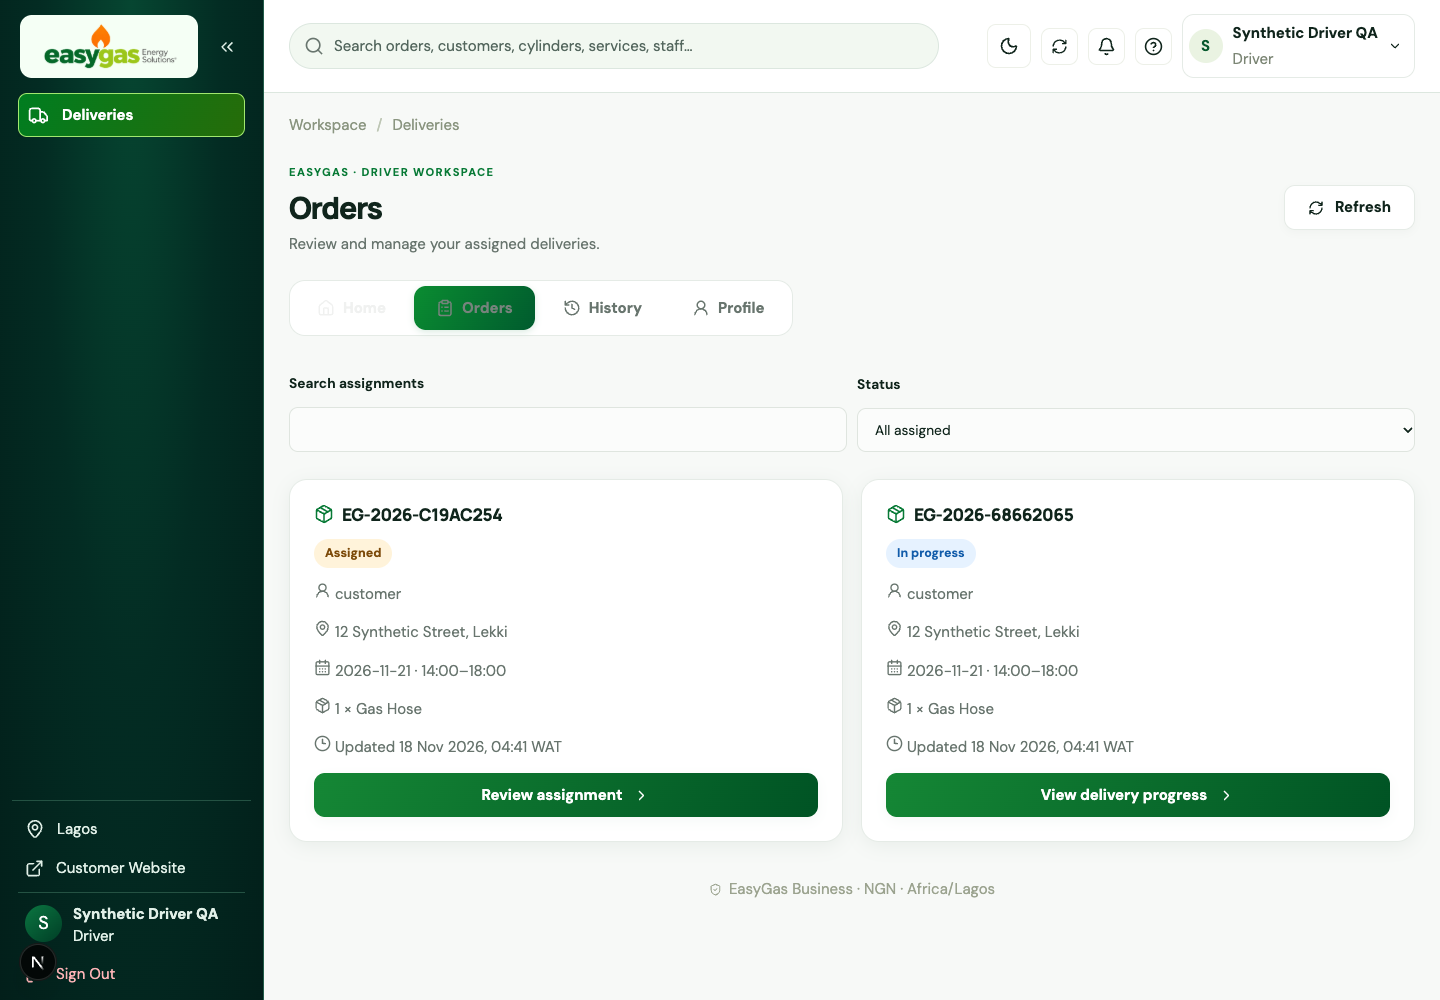 easygas Energy Solutions
Deliveries
Search orders, customers, cylinders, services, staff...
S
Synthetic Driver QA
Driver
Workspace / Deliveries
EASYGAS · DRIVER WORKSPACE
Orders
Review and manage your assigned deliveries.
Refresh
Home
Orders
History
Profile
Search assignments
Status
All assigned
EG-2026-C19AC254
Assigned
customer
12 Synthetic Street, Lekki
2026-11-21 · 14:00–18:00
1 × Gas Hose
Updated 18 Nov 2026, 04:41 WAT
Review assignment
EG-2026-68662065
In progress
customer
12 Synthetic Street, Lekki
2026-11-21 · 14:00–18:00
1 × Gas Hose
Updated 18 Nov 2026, 04:41 WAT
View delivery progress
EasyGas Business · NGN · Africa/Lagos
Lagos
Customer Website
S
Synthetic Driver QA
Driver
N
Sign Out